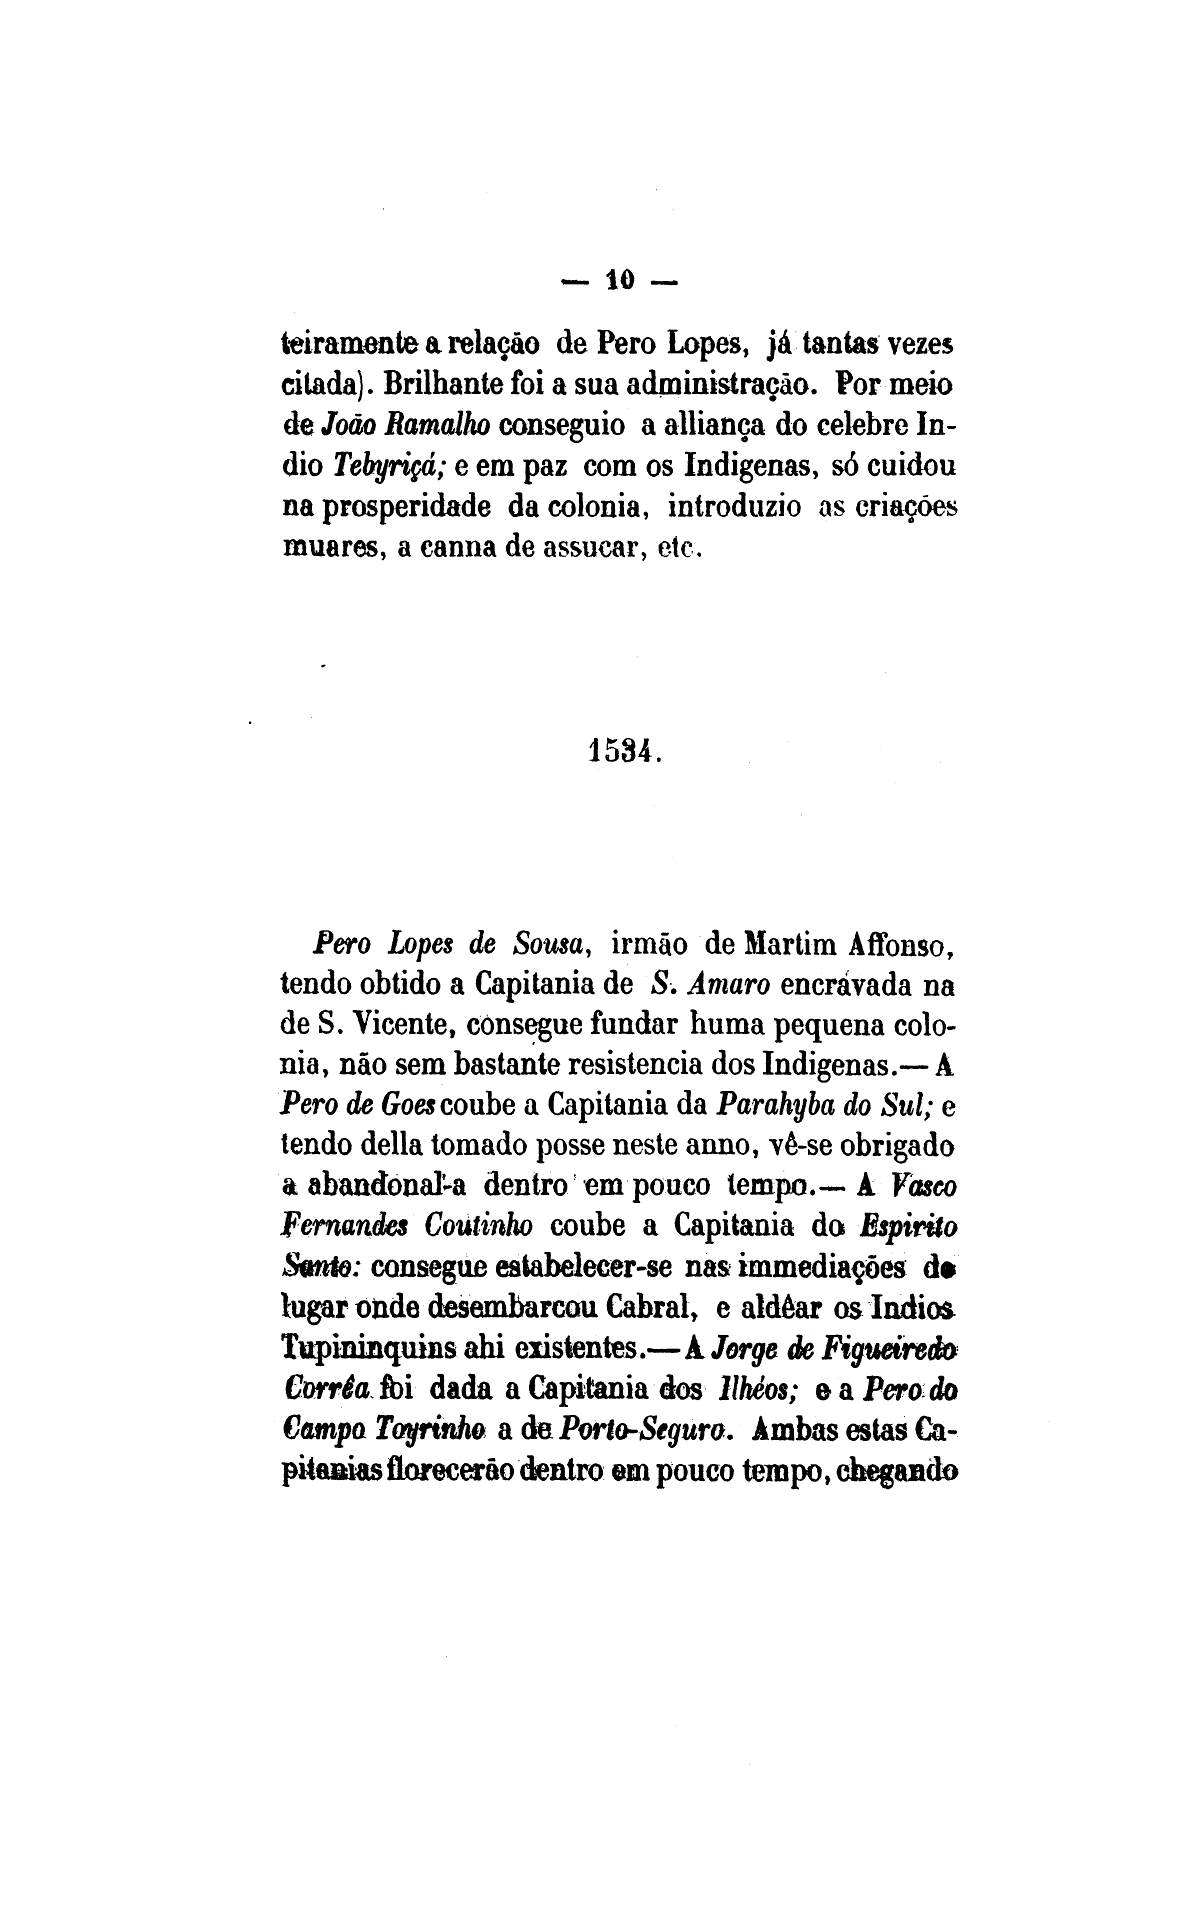 — 10 —
teiramente a relação de Pero Lopes, já tantas vezes
citada). Brilhante foi a sua administração. Por meio
de João Ramalho conseguio a alliança do celebre In-
dio Tebyriçá; e em paz com os Indigenas, só cuidou
na prosperidade da colonia, introduzio as criações
muares, a canna de assucar, etc.
1534.
Pero Lopes de Sousa, irmão de Martim Affonso,
tendo obtido a Capitania de S. Amaro encravada na
de S. Vicente, consegue fundar huma pequena colo-
nia, não sem bastante resistencia dos Indigenas.— A
Pero de Goes coube a Capitania da Parahyba do Sul; e
tendo della tomado posse neste anno, vê-se obrigado
a abandonal-a dentro em pouco tempo.— A Vasco
Fernandes Coutinho coube a Capitania do Espirito
Santo: consegue estabelecer-se nas immediações do
lugar onde desembarcou Cabral, e aldêar os Indios
Tupininquins ahi existentes.— A Jorge de Figueiredo
Corrêa foi dada a Capitania dos Ilhéos; e a Pero do
Campo Toyrinho a de Porto-Seguro. Ambas estas Ca-
pitanias florecerão dentro em pouco tempo, chegando